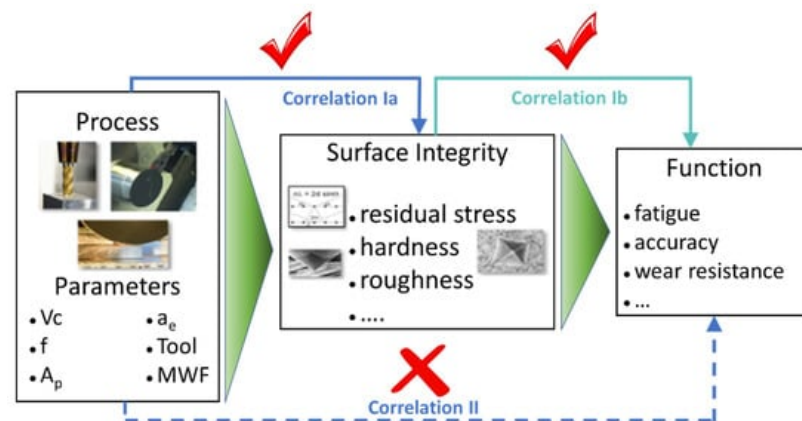 Correlation Ia
Correlation Ib
Process
Parameters
• Vc
• f
• Ap
• ae
• Tool
• MWF
Surface Integrity
• residual stress
• hardness
• roughness
• ....
Function
• fatigue
• accuracy
• wear resistance
• ...
Correlation II